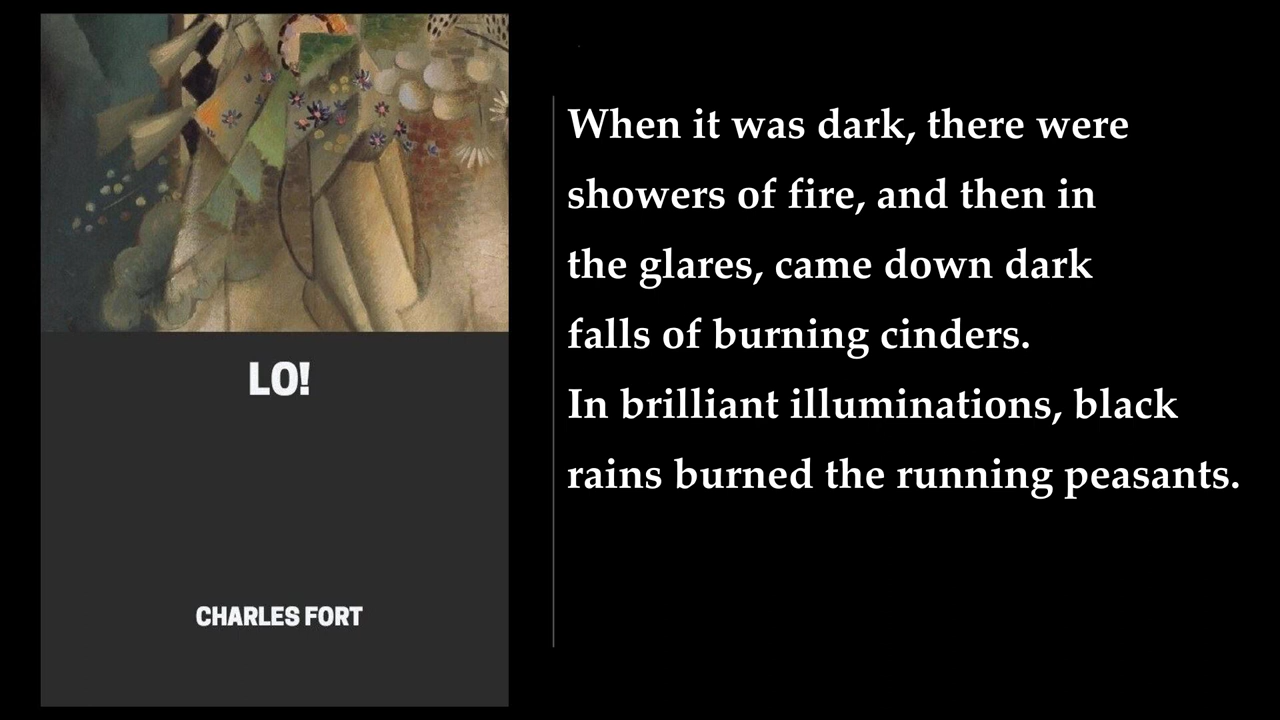 LO!
CHARLES FORT
When it was dark, there were
showers of fire, and then in
the glares, came down dark
falls of burning cinders.
In brilliant illuminations, black
rains burned the running peasants.